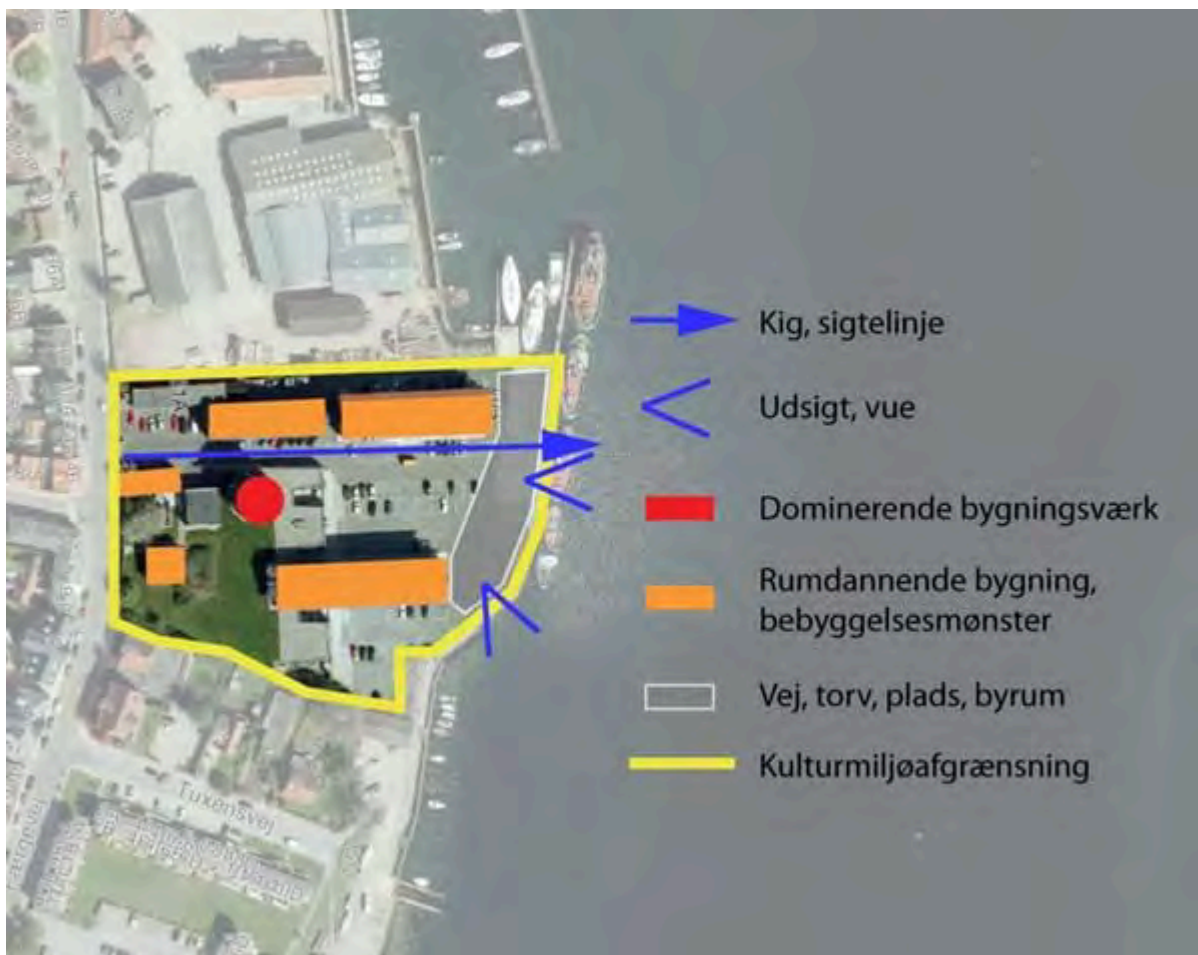 Kig, sigtelinje
Udsigt, vue
Dominerende bygningsværk
Rumdannende bygning,
bebyggelsesmønster
Vej, torv, plads, byrum
Kulturmiljøafgrænsning
Tuxensvej